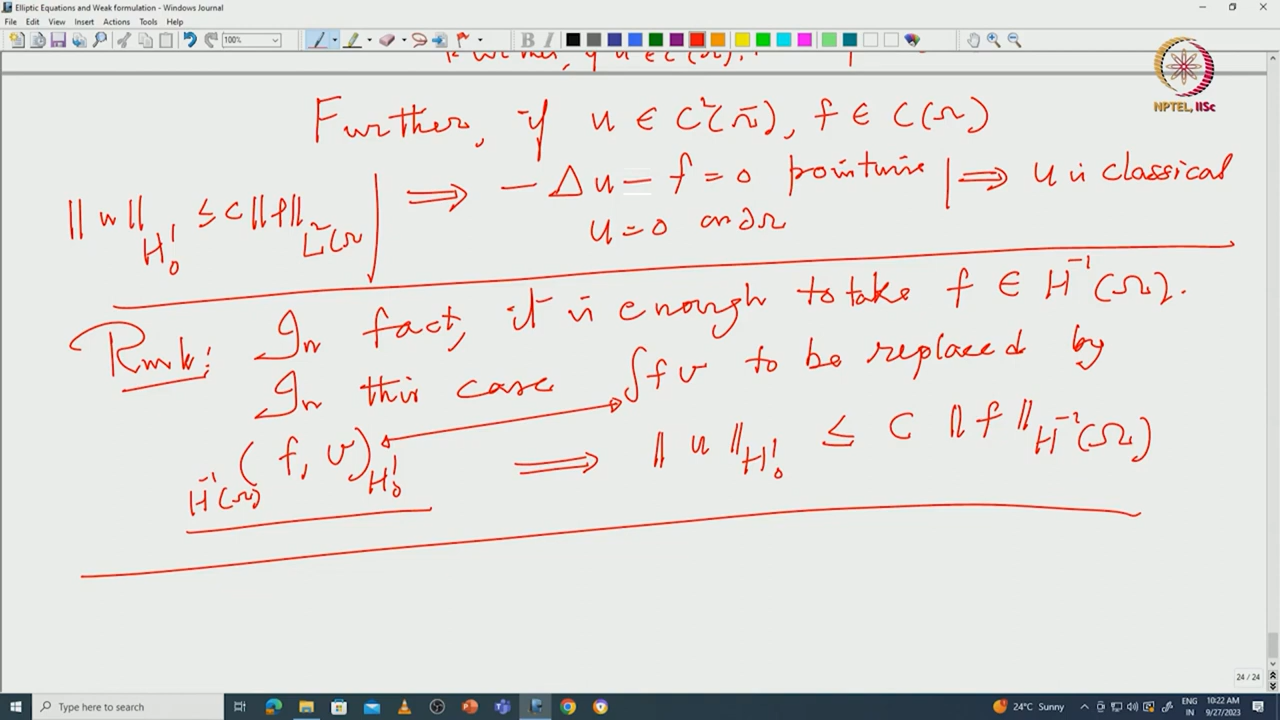 Elliptic Equations and Weak formulation - Windows Journal
File Edit View Insert Actions Tools Help
100%
NPTEL, IISc
Further, if u ∈ C²(Ω̄), f ∈ C(Ω)
‖u‖_{H¹₀} ≤ C‖f‖_{L²(Ω)} ⟹ - Δu - f = 0 pointwise ⟹ u is classical
u = 0 on ∂Ω
Rmk: In fact, it is enough to take f ∈ H⁻¹(Ω).
In this case ∫fv to be replaced by
_{H⁻¹(Ω)}(f, v)_{H¹₀} ⟹ ‖u‖_{H¹₀} ≤ C ‖f‖_{H⁻¹(Ω)}
24 / 24
Type here to search
24°C Sunny
ENG
IN
10:22 AM
9/27/2023